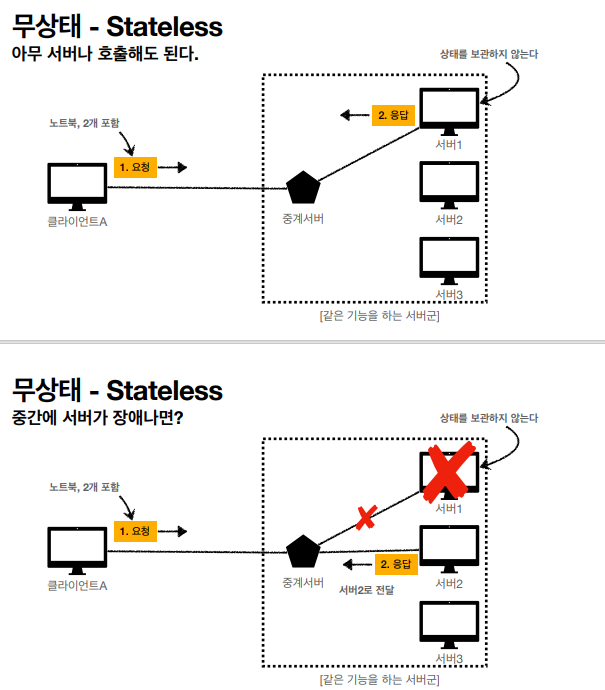 무상태 - Stateless
아무 서버나 호출해도 된다.
상태를 보관하지 않는다
노트북, 2개 포함
1. 요청
2. 응답
서버1
클라이언트A
중계서버
서버2
서버3
[같은 기능을 하는 서버군]
무상태 - Stateless
중간에 서버가 장애나면?
상태를 보관하지 않는다
노트북, 2개 포함
1. 요청
서버1
클라이언트A
중계서버
2. 응답
서버2
서버2로 전달
서버3
[같은 기능을 하는 서버군]